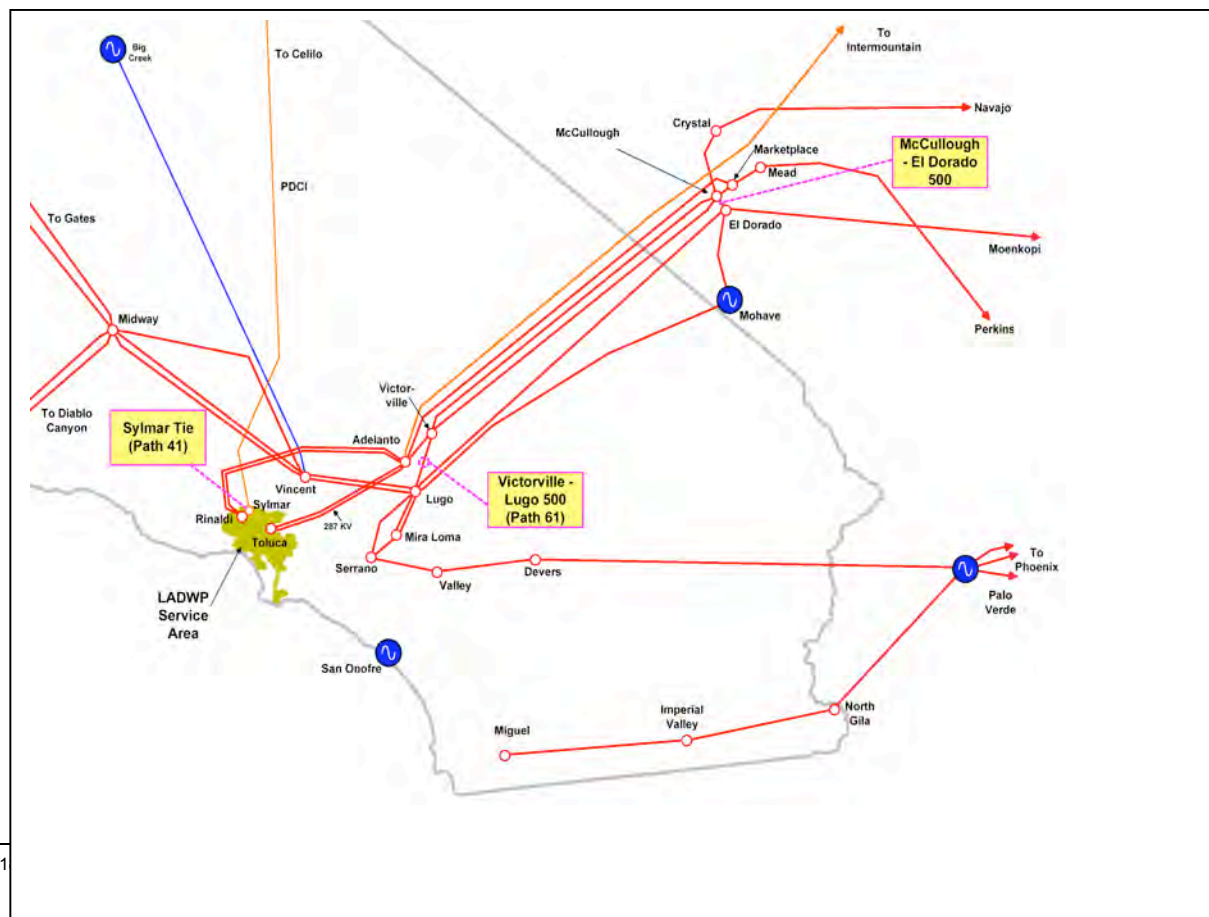 Big
Creek
To Celilo
To
Intermountain
Navajo
Crystal
McCullough
Marketplace
McCullough
- El Dorado
500
Mead
PDCI
To Gates
El Dorado
Moenkopi
Midway
Mohave
Perkins
Victor-
ville
To Diablo
Canyon
Sylmar Tie
(Path 41)
Adelanto
Victorville -
Lugo 500
(Path 61)
Vincent
Lugo
Sylmar
Rinaldi
287 KV
Toluca
Mira Loma
Serrano
Devers
Valley
To
Phoenix
Palo
Verde
LADWP
Service
Area
San Onofre
Imperial
Valley
North
Gila
Miguel
1